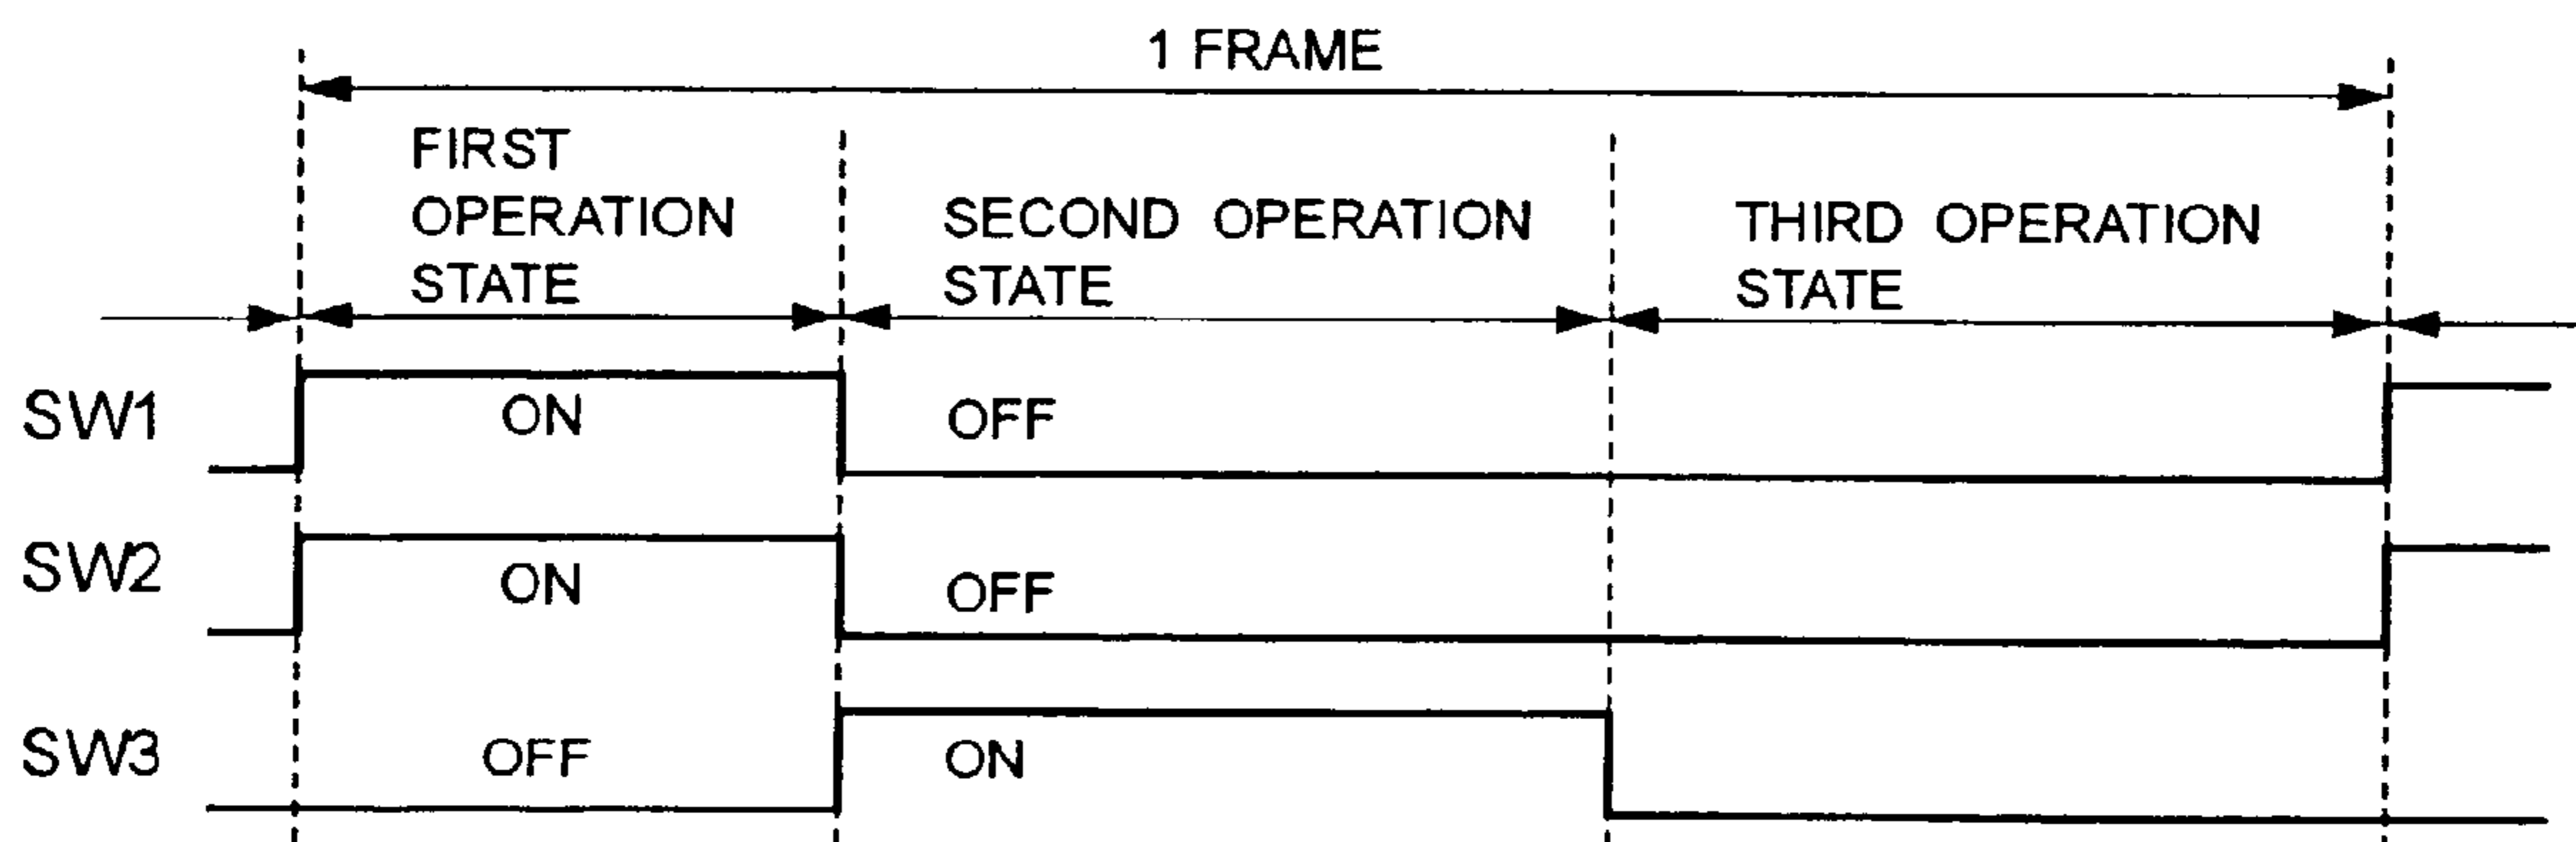 1 FRAME
FIRST
OPERATION
STATE
SECOND OPERATION
STATE
THIRD OPERATION
STATE
SW1 ON OFF
SW2 ON OFF
SW3 OFF ON